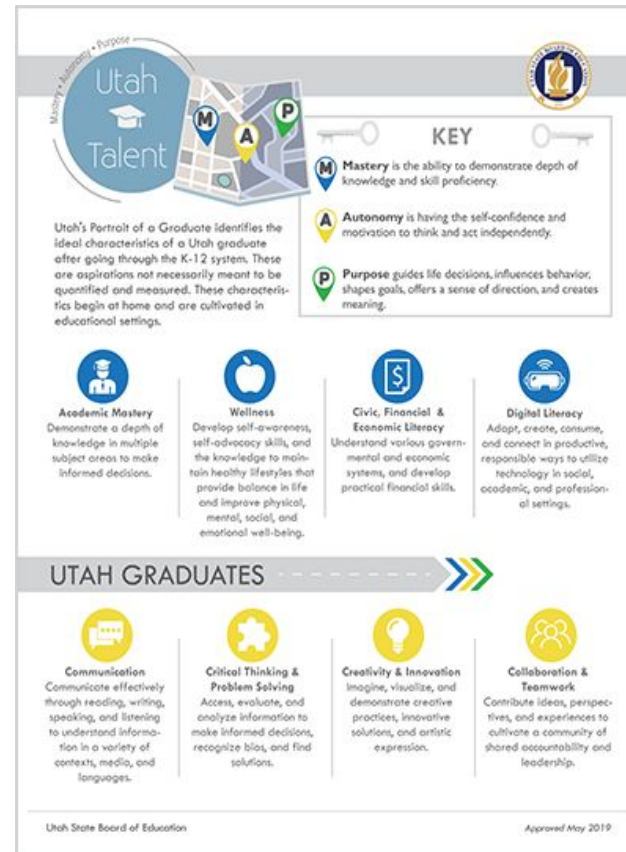 Mastery • Autonomy • Purpose
Utah
Talent
M
A
P
KEY
M
Mastery is the ability to demonstrate depth of
knowledge and skill proficiency.
A
Autonomy is having the self-confidence and
motivation to think and act independently.
P
Purpose guides life decisions, influences behavior,
shapes goals, offers a sense of direction, and creates
meaning.
Utah's Portrait of a Graduate identifies the
ideal characteristics of a Utah graduate
after going through the K-12 system. These
are aspirations not necessarily meant to be
quantified and measured. These characteris-
tics begin at home and are cultivated in
educational settings.
Academic Mastery
Demonstrate a depth of
knowledge in multiple
subject areas to make
informed decisions.
Wellness
Develop self-awareness,
self-advocacy skills, and
the knowledge to main-
tain healthy lifestyles that
provide balance in life
and improve physical,
mental, social, and
emotional well-being.
$
Civic, Financial &
Economic Literacy
Understand various govern-
mental and economic
systems, and develop
practical financial skills.
Digital Literacy
Adapt, create, consume,
and connect in productive,
responsible ways to utilize
technology in social,
academic, and profession-
al settings.
UTAH GRADUATES
Communication
Communicate effectively
through reading, writing,
speaking, and listening
to understand informa-
tion in a variety of
contexts, media, and
languages.
Critical Thinking &
Problem Solving
Access, evaluate, and
analyze information to
make informed decisions,
recognize bias, and find
solutions.
Creativity & Innovation
Imagine, visualize, and
demonstrate creative
practices, innovative
solutions, and artistic
expression.
Collaboration &
Teamwork
Contribute ideas, perspec-
tives, and experiences to
cultivate a community of
shared accountability and
leadership.
Utah State Board of Education
Approved May 2019